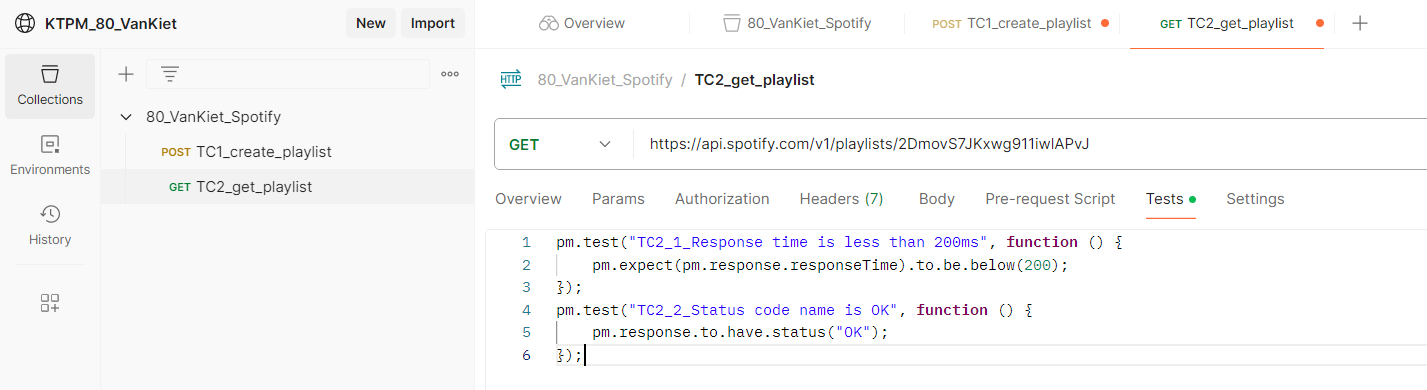 KTPM_80_VanKiet New Import Overview 80_VanKiet_Spotify POST TC1_create_playlist GET TC2_get_playlist
Collections
Environments
History
80_VanKiet_Spotify
POST TC1_create_playlist
GET TC2_get_playlist
HTTP 80_VanKiet_Spotify / TC2_get_playlist
GET https://api.spotify.com/v1/playlists/2DmovS7JKxwg911iwlAPvJ
Overview Params Authorization Headers (7) Body Pre-request Script Tests Settings
1 pm.test("TC2_1_Response time is less than 200ms", function () {
2 pm.expect(pm.response.responseTime).to.be.below(200);
3 });
4 pm.test("TC2_2_Status code name is OK", function () {
5 pm.response.to.have.status("OK");
6 });